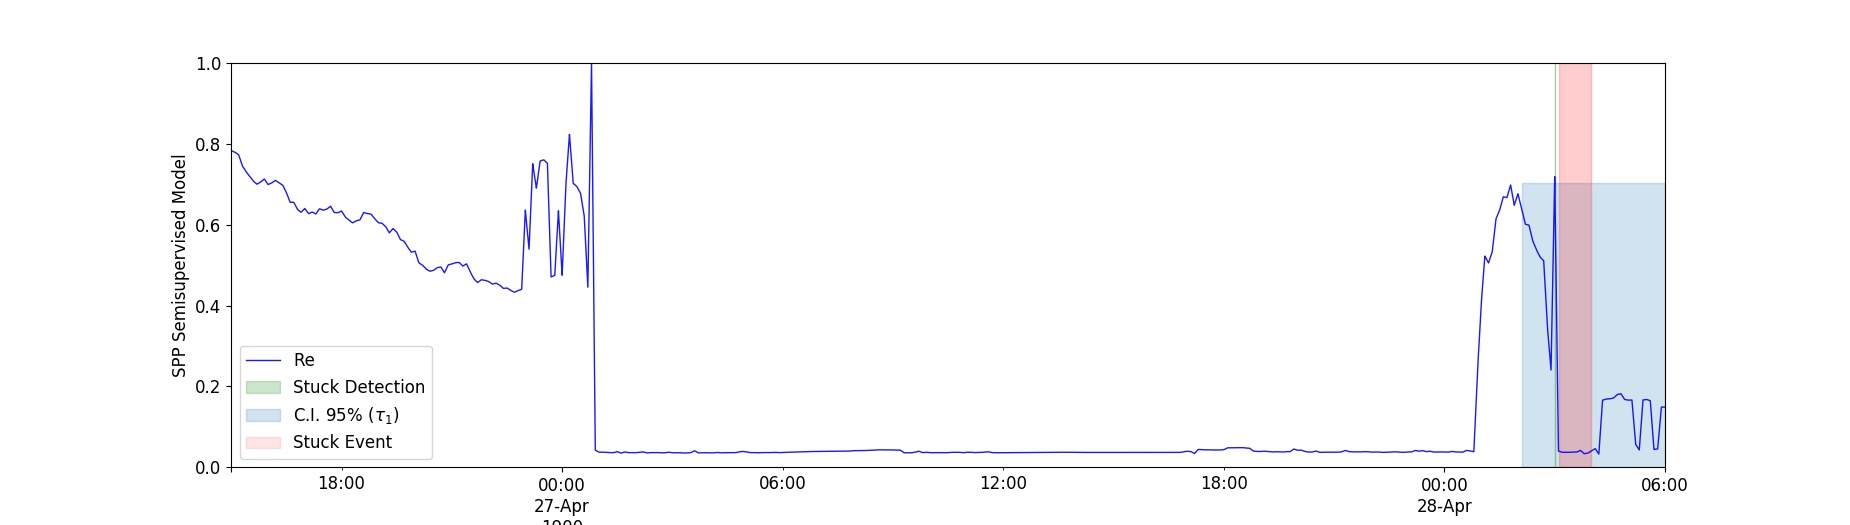 1.0
0.8
0.6
0.4
0.2
0.0
SPP Semisupervised Model
Re
Stuck Detection
C.I. 95% (τ₁)
Stuck Event
18:00
00:00
27-Apr
1900
06:00
12:00
18:00
00:00
28-Apr
06:00